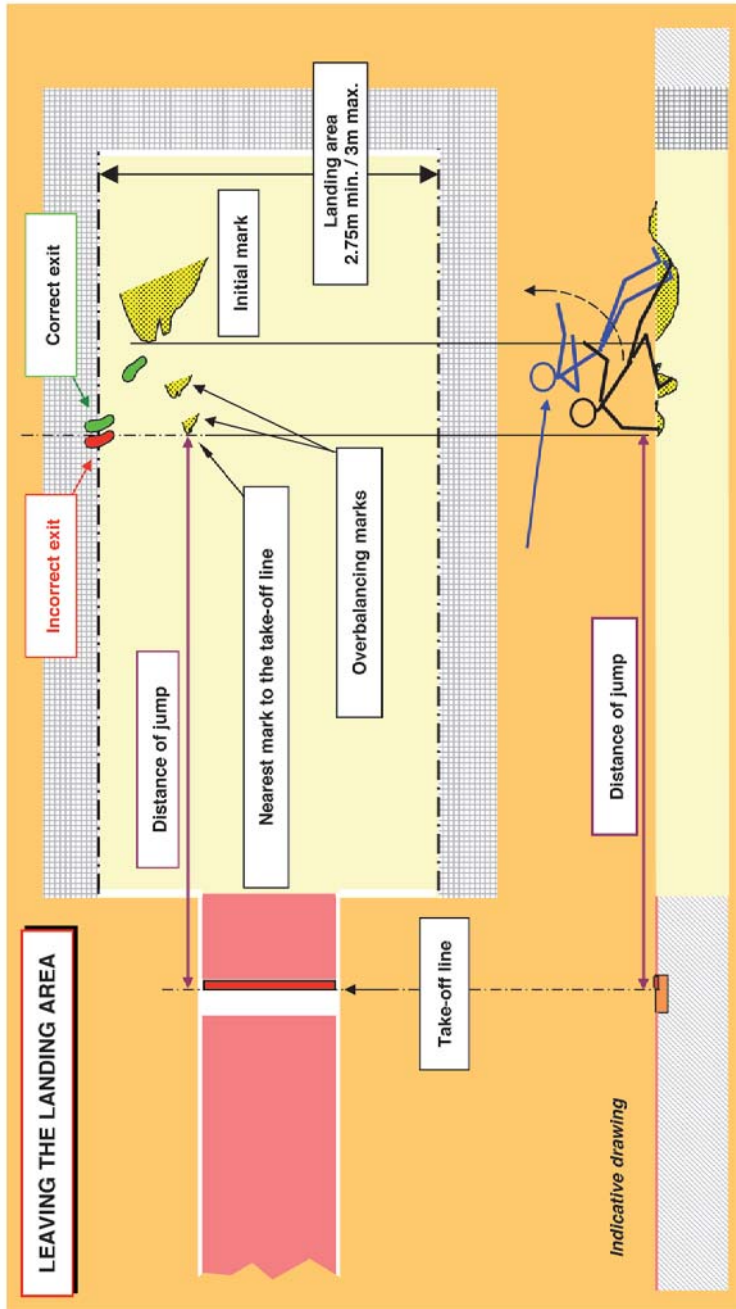 LEAVING THE LANDING AREA
Incorrect exit
Correct exit
Distance of jump
Nearest mark to the take-off line
Overbalancing marks
Initial mark
Landing area
2.75m min. / 3m max.
Take-off line
Distance of jump
Indicative drawing